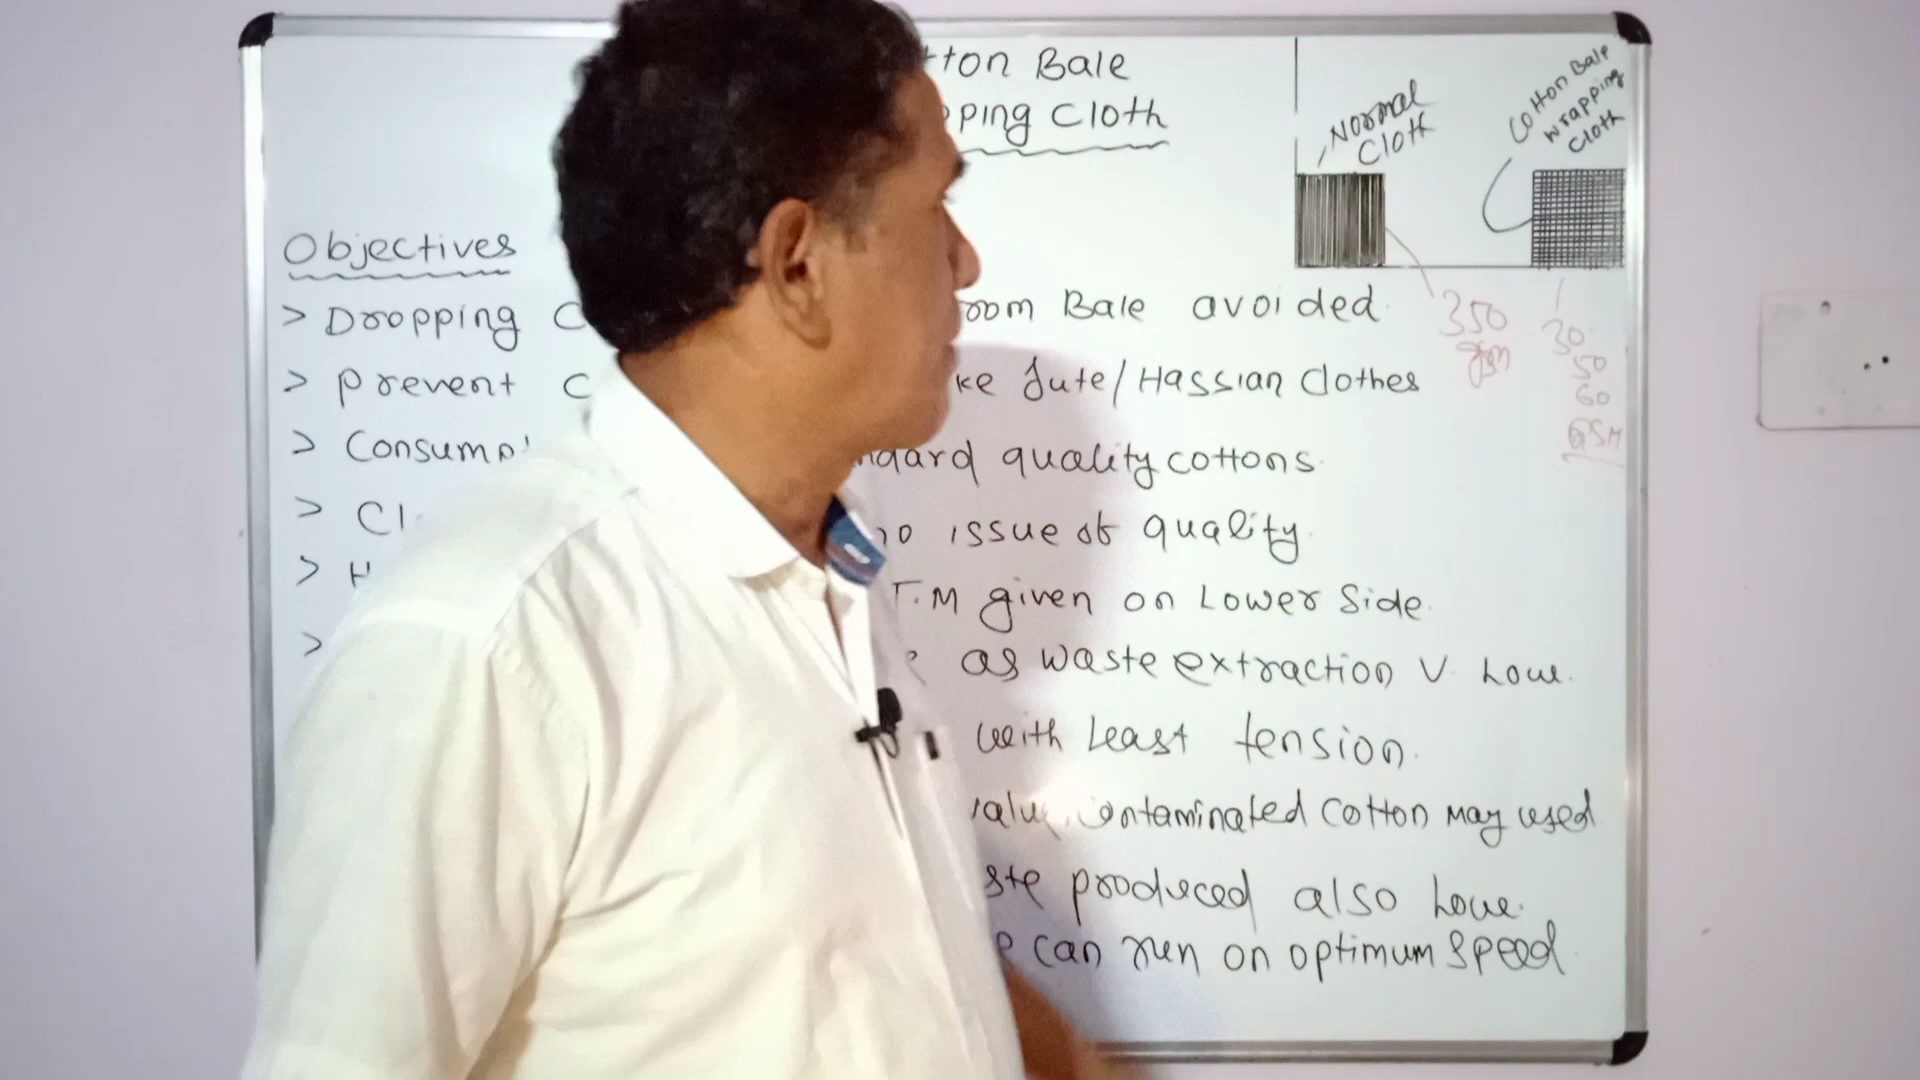 tton Bale
pping Cloth
Normal
Cloth
Cotton Bale
wrapping
cloth
Objectives
> Dropping C oom Bale avoided.
> Prevent C ke Jute/Hassian Clothes
> Consump ndard quality cottons.
> Cl no issue of quality.
> H T.M given on Lower Side.
> as waste extraction V. Low.
with Least tension.
value, contaminated cotton may used.
ste produced also Low.
e can run on optimum speed.
350
gsm
30
50
60
GSM